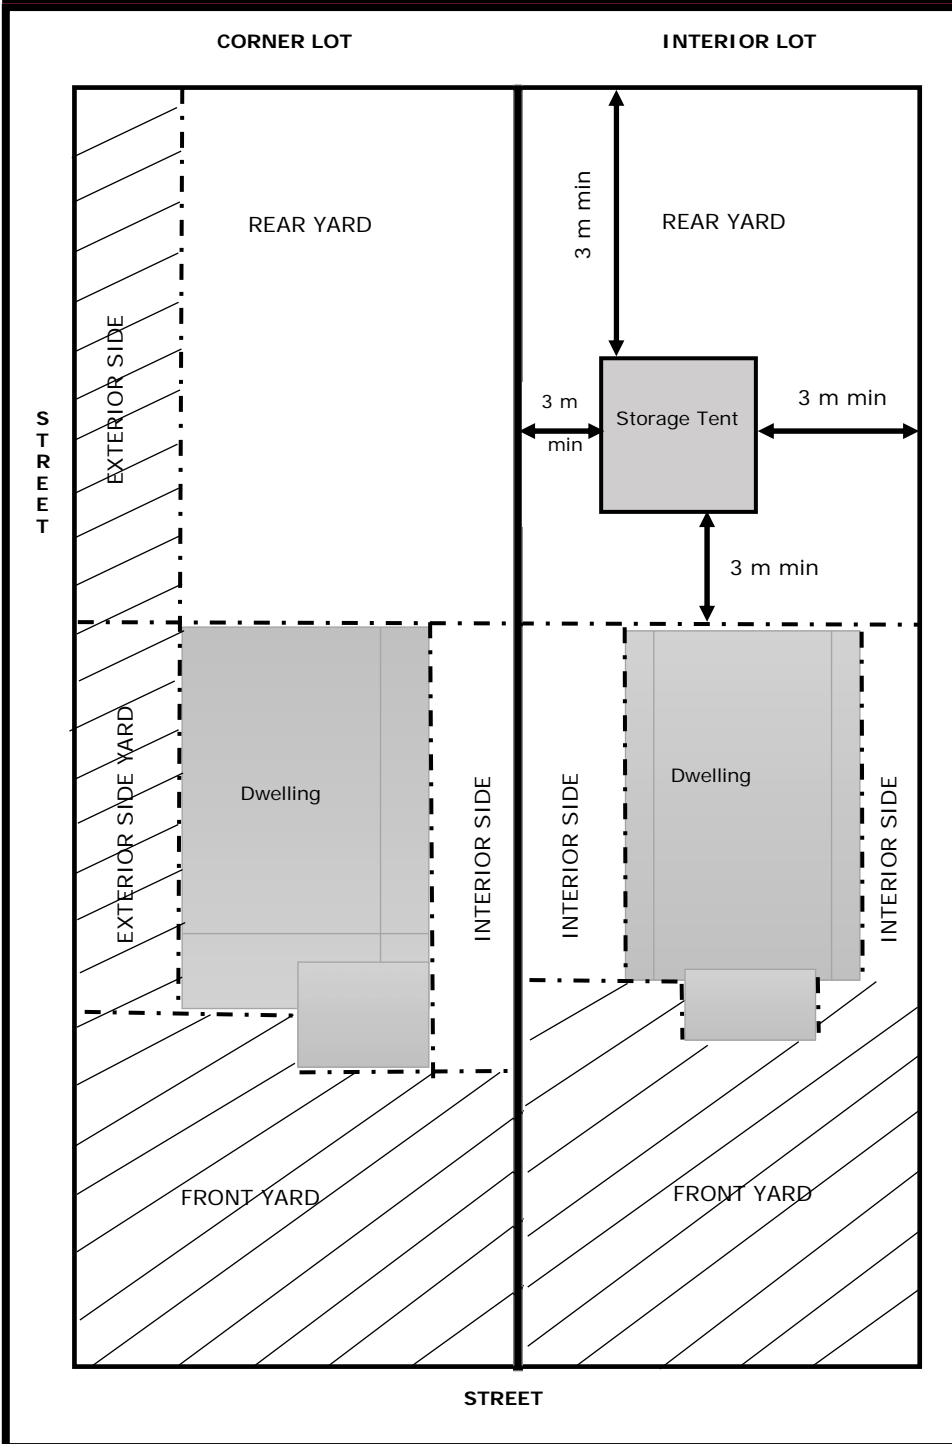 CORNER LOT
INTERIOR LOT
3 m min
REAR YARD
REAR YARD
EXTERIOR SIDE
STREET
3 m
min
Storage Tent
3 m min
3 m min
EXTERIOR SIDE YARD
Dwelling
INTERIOR SIDE
INTERIOR SIDE
Dwelling
INTERIOR SIDE
FRONT YARD
FRONT YARD
STREET